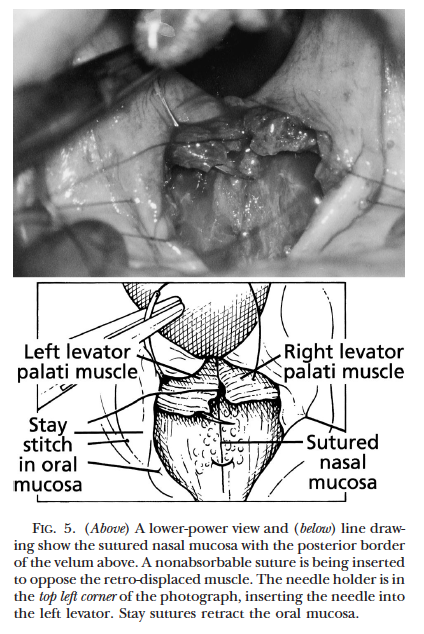 Left levator
palati muscle
Right levator
palati muscle
Stay
stitch
in oral
mucosa
Sutured
nasal
mucosa
FIG. 5. (Above) A lower-power view and (below) line draw-
ing show the sutured nasal mucosa with the posterior border
of the velum above. A nonabsorbable suture is being inserted
to oppose the retro-displaced muscle. The needle holder is in
the top left corner of the photograph, inserting the needle into
the left levator. Stay sutures retract the oral mucosa.